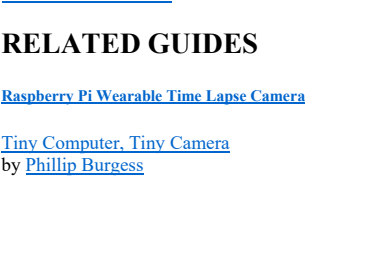 RELATED GUIDES
Raspberry Pi Wearable Time Lapse Camera
Tiny Computer, Tiny Camera
by Phillip Burgess